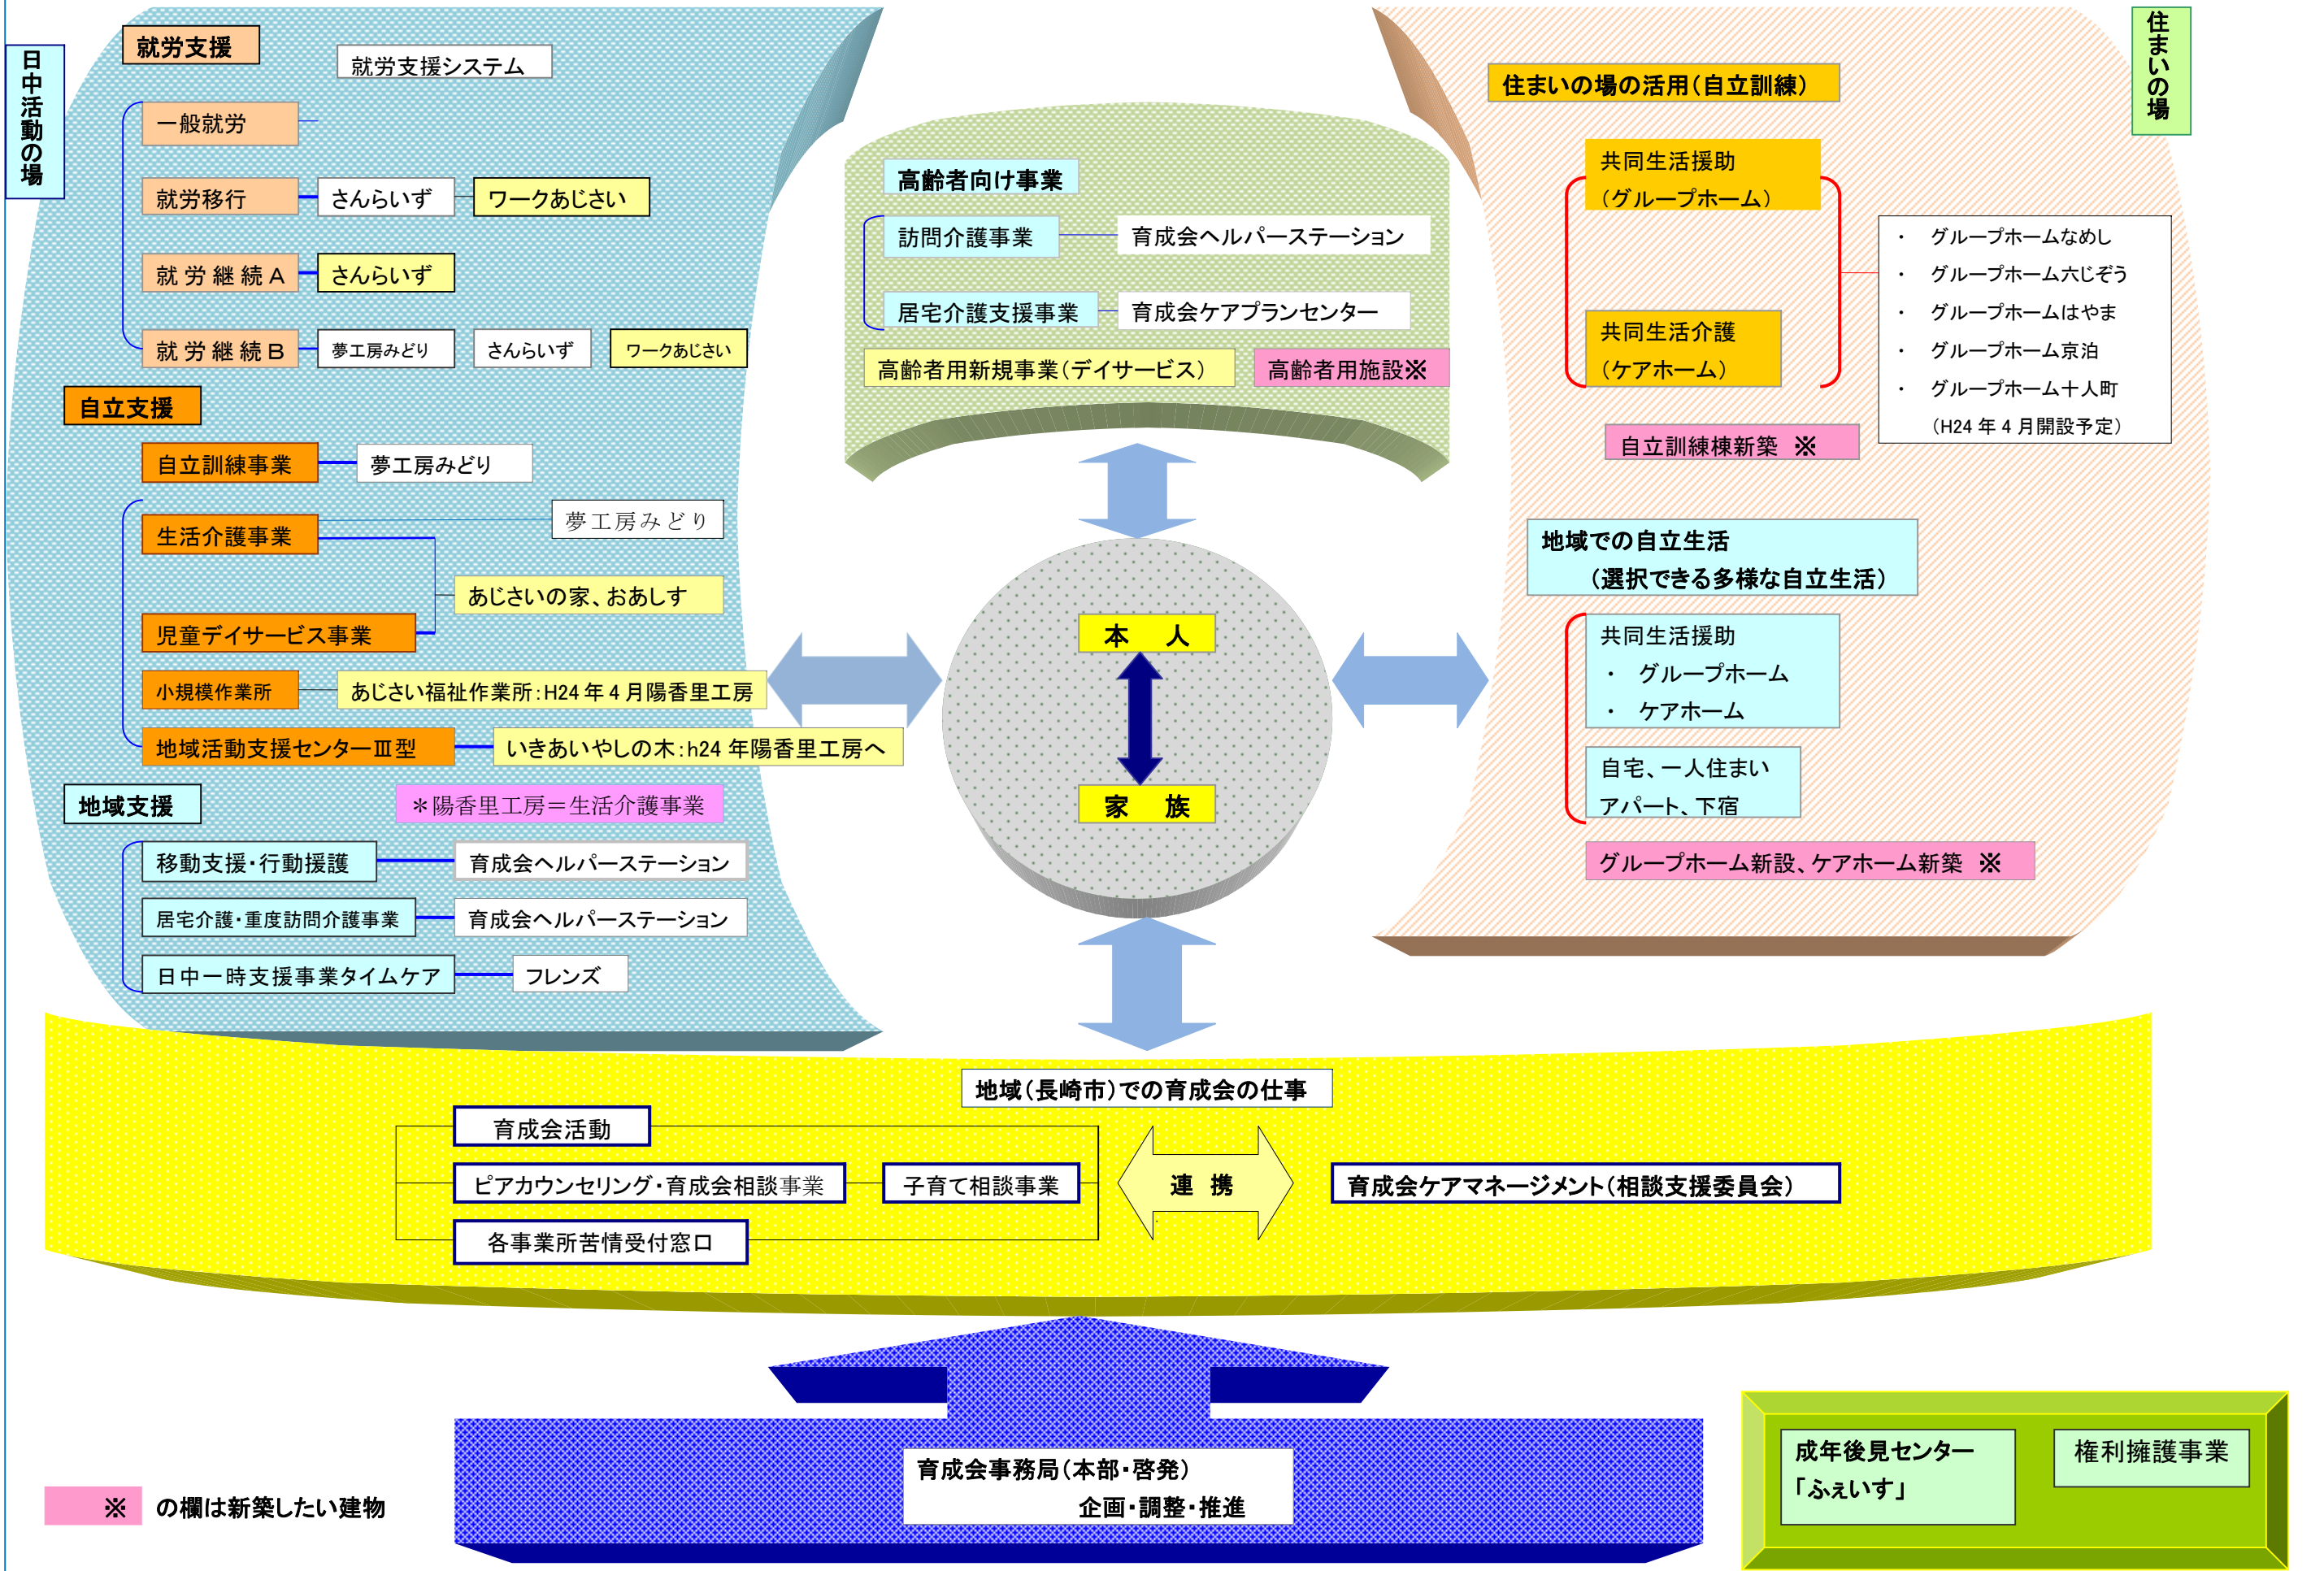 日中活動の場
就労支援
就労支援システム
一般就労
就労移行
さんらいず
ワークあじさい
就労継続A
さんらいず
就労継続B
夢工房みどり
さんらいず
ワークあじさい
自立支援
自立訓練事業
夢工房みどり
生活介護事業
夢工房みどり
あじさいの家、おあしす
児童デイサービス事業
小規模作業所
あじさい福祉作業所:H24年4月陽香里工房
地域活動支援センターⅢ型
いきあいやしの木:h24年陽香里工房へ
地域支援
*陽香里工房=生活介護事業
移動支援・行動援護
育成会ヘルパーステーション
居宅介護・重度訪問介護事業
育成会ヘルパーステーション
日中一時支援事業タイムケア
フレンズ
高齢者向け事業
訪問介護事業
育成会ヘルパーステーション
居宅介護支援事業
育成会ケアプランセンター
高齢者用新規事業(デイサービス)
高齢者用施設※
本 人
家 族
住まいの場
住まいの場の活用(自立訓練)
共同生活援助
(グループホーム)
共同生活介護
(ケアホーム)
・ グループホームなめし
・ グループホーム六じぞう
・ グループホームはやま
・ グループホーム京泊
・ グループホーム十人町
(H24年4月開設予定)
自立訓練棟新築 ※
地域での自立生活
(選択できる多様な自立生活)
共同生活援助
・ グループホーム
・ ケアホーム
自宅、一人住まい
アパート、下宿
グループホーム新設、ケアホーム新築 ※
地域(長崎市)での育成会の仕事
育成会活動
ピアカウンセリング・育成会相談事業
子育て相談事業
各事業所苦情受付窓口
連 携
育成会ケアマネージメント(相談支援委員会)
育成会事務局(本部・啓発)
企画・調整・推進
※ の欄は新築したい建物
成年後見センター
「ふぇいす」
権利擁護事業